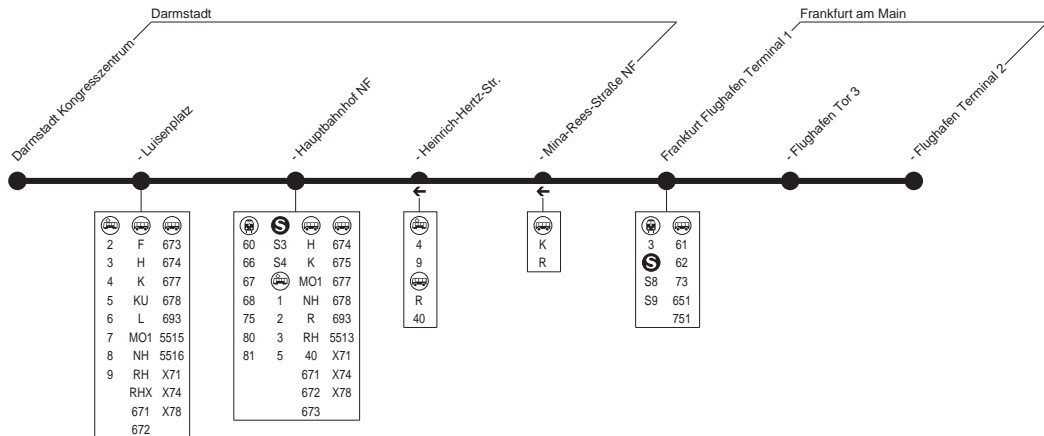 Darmstadt
Frankfurt am Main
Darmstadt Kongresszentrum
- Luisenplatz
- Hauptbahnhof NF
- Heinrich-Hertz-Str.
- Mina-Rees-Straße NF
Frankfurt Flughafen Terminal 1
- Flughafen Tor 3
- Flughafen Terminal 2
2 F 673
3 H 674
4 K 677
5 KU 678
6 L 693
7 MO1 5515
8 NH 5516
9 RH X71
RHX X74
671 X78
672
S
60 S3 H 674
66 S4 K 675
67 MO1 677
68 1 NH 678
75 2 R 693
80 3 RH 5513
81 5 40 X71
671 X74
672 X78
673
4
9
R
40
K
R
3 61
S 62
S8 73
S9 651
751